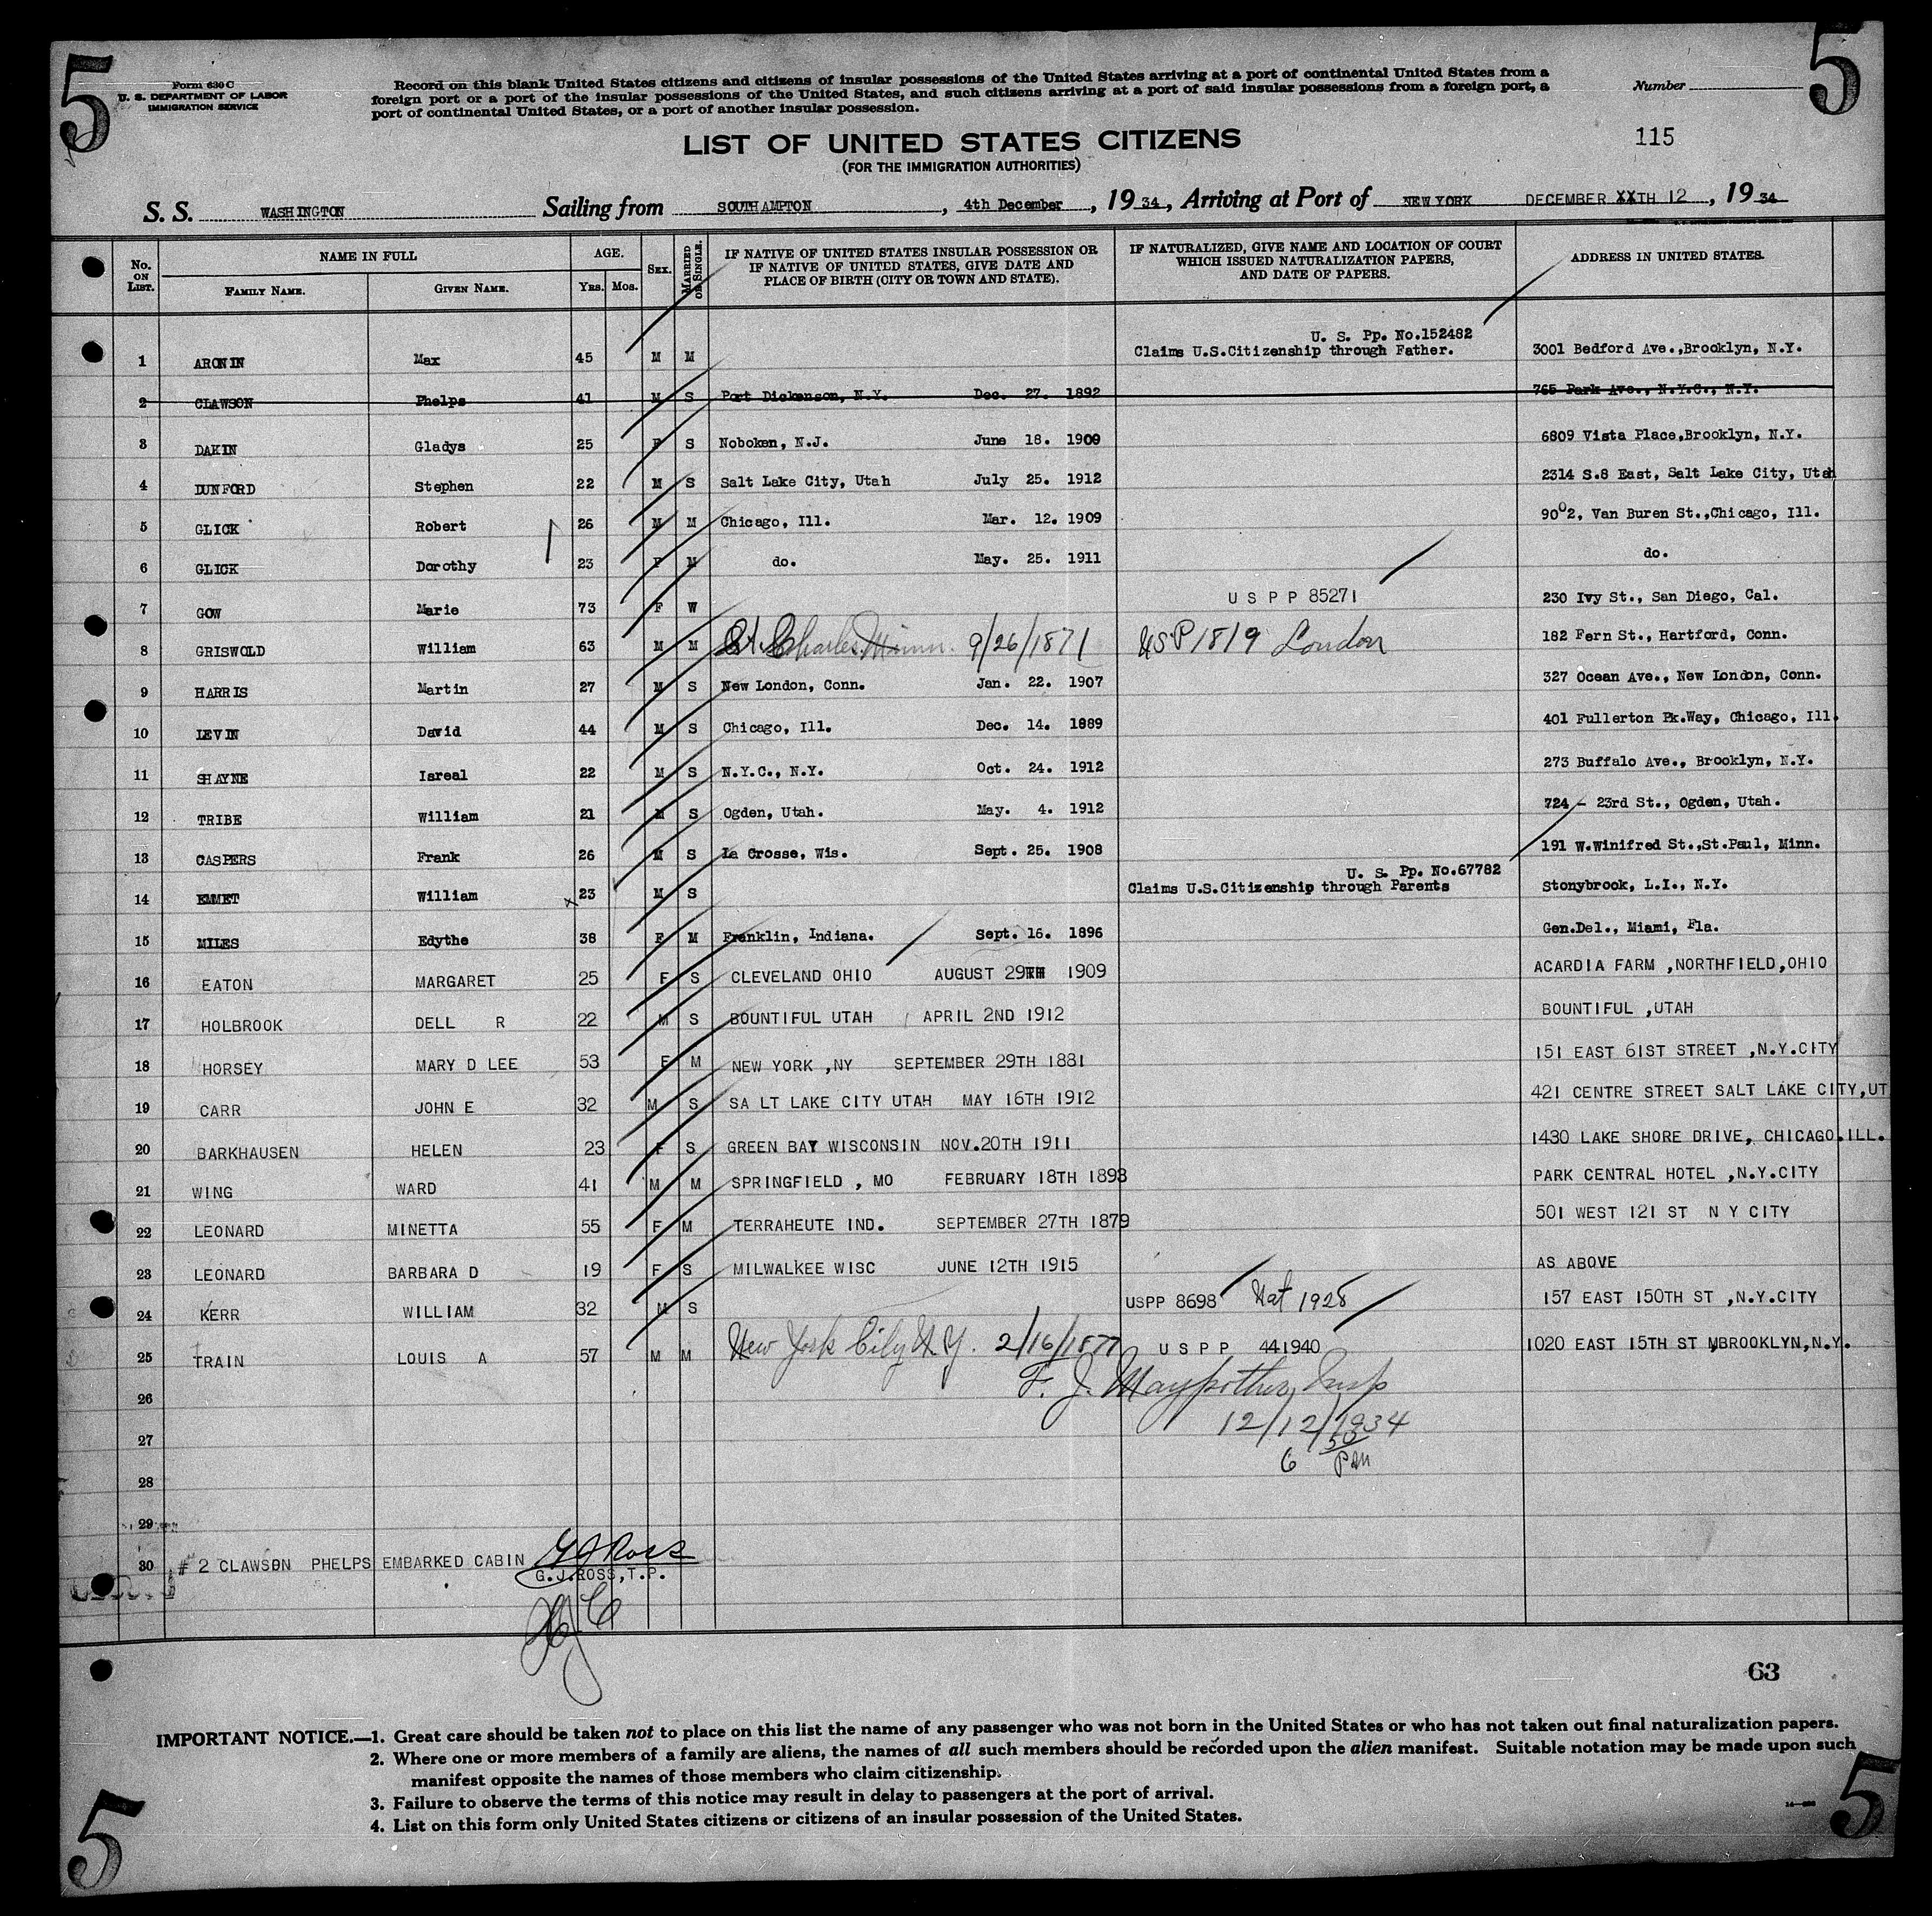 5
5
Form 630 C
U. S. DEPARTMENT OF LABOR
IMMIGRATION SERVICE
Record on this blank United States citizens and citizens of insular possessions of the United States arriving at a port of continental United States from a
foreign port or a port of the insular possessions of the United States, and such citizens arriving at a port of said insular possessions from a foreign port, a
port of continental United States, or a port of another insular possession.
Number
LIST OF UNITED STATES CITIZENS
115
(FOR THE IMMIGRATION AUTHORITIES)
S. S. WASHINGTON Sailing from SOUTHAMPTON, 4th December, 1934, Arriving at Port of NEW YORK DECEMBER XXTH 12, 1934
No. ON LIST. NAME IN FULL FAMILY NAME. GIVEN NAME. AGE. YRS. MOS. SEX. MARRIED OR SINGLE. IF NATIVE OF UNITED STATES INSULAR POSSESSION OR IF NATIVE OF UNITED STATES, GIVE DATE AND PLACE OF BIRTH (CITY OR TOWN AND STATE). IF NATURALIZED, GIVE NAME AND LOCATION OF COURT WHICH ISSUED NATURALIZATION PAPERS, AND DATE OF PAPERS. ADDRESS IN UNITED STATES.
U. S. Pp. No.152482
1 ARONIN Max 45 M M Claims U.S.Citizenship through Father. 3001 Bedford Ave.,Brooklyn, N.Y.
2 CLAWSON Phelps 41 M S Port Dickenson, N.Y. Dec. 27. 1892 765 Park Ave., N.Y.C., N.Y.
3 DAKIN Gladys 25 F S Noboken, N.J. June 18. 1909 6809 Vista Place,Brooklyn, N.Y.
4 DUNFORD Stephen 22 M S Salt Lake City, Utah July 25. 1912 2314 S.8 East, Salt Lake City, Utah
5 GLICK Robert 26 M M Chicago, Ill. Mar. 12. 1909 9002, Van Buren St.,Chicago, Ill.
6 GLICK Dorothy 23 F M do. May. 25. 1911 do.
7 GOW Marie 73 F W U S P P 85271 230 Ivy St., San Diego, Cal.
8 GRISWOLD William 63 M M St. Charles, Minn. 9/26/1871 USP 1819 London 182 Fern St., Hartford, Conn.
9 HARRIS Martin 27 M S New London, Conn. Jan. 22. 1907 327 Ocean Ave., New London, Conn.
10 LEVIN David 44 M S Chicago, Ill. Dec. 14. 1889 401 Fullerton Pk.Way, Chicago, Ill.
11 SHAYNE Isreal 22 M S N.Y.C., N.Y. Oct. 24. 1912 273 Buffalo Ave., Brooklyn, N.Y.
12 TRIBE William 21 M S Ogden, Utah. May. 4. 1912 724 - 23rd St., Ogden, Utah.
13 CASPERS Frank 26 M S La Crosse, Wis. Sept. 25. 1908 191 W.Winifred St.,St.Paul, Minn.
U. S. Pp. No.67782
14 EMMET William x 23 M S Claims U.S.Citizenship through Parents Stonybrook, L.I., N.Y.
15 MILES Edythe 38 F M Franklin, Indiana. Sept. 16. 1896 Gen.Del., Miami, Fla.
16 EATON MARGARET 25 F S CLEVELAND OHIO AUGUST 29TH 1909 ACARDIA FARM ,NORTHFIELD,OHIO
17 HOLBROOK DELL R 22 M S BOUNTIFUL UTAH APRIL 2ND 1912 BOUNTIFUL ,UTAH
18 HORSEY MARY D LEE 53 F M NEW YORK ,NY SEPTEMBER 29TH 1881 151 EAST 61ST STREET ,N.Y.CITY
19 CARR JOHN E 32 M S SA LT LAKE CITY UTAH MAY 16TH 1912 421 CENTRE STREET SALT LAKE CITY,UT
20 BARKHAUSEN HELEN 23 F S GREEN BAY WISCONSIN NOV.20TH 1911 1430 LAKE SHORE DRIVE, CHICAGO.ILL.
21 WING WARD 41 M M SPRINGFIELD , MO FEBRUARY 18TH 1893 PARK CENTRAL HOTEL ,N.Y.CITY
22 LEONARD MINETTA 55 F M TERRAHEUTE IND. SEPTEMBER 27TH 1879 501 WEST 121 ST N Y CITY
23 LEONARD BARBARA D 19 F S MILWALKEE WISC JUNE 12TH 1915 AS ABOVE
24 KERR WILLIAM 32 M S USPP 8698 Nat 1928 157 EAST 150TH ST ,N.Y.CITY
25 TRAIN LOUIS A 57 M M New York City N.Y. 2/16/1877 U S P P 441940 1020 EAST 15TH ST ,BROOKLYN,N.Y.
26 F. J. Maypother, Insp
27 12/12/1934
28 6 50 PM
29
30 # 2 CLAWSON PHELPS EMBARKED CABIN G J Ross
G.J.ROSS,T.P.
63
IMPORTANT NOTICE.—1. Great care should be taken not to place on this list the name of any passenger who was not born in the United States or who has not taken out final naturalization papers.
2. Where one or more members of a family are aliens, the names of all such members should be recorded upon the alien manifest. Suitable notation may be made upon such
manifest opposite the names of those members who claim citizenship.
3. Failure to observe the terms of this notice may result in delay to passengers at the port of arrival.
4. List on this form only United States citizens or citizens of an insular possession of the United States.
5
5